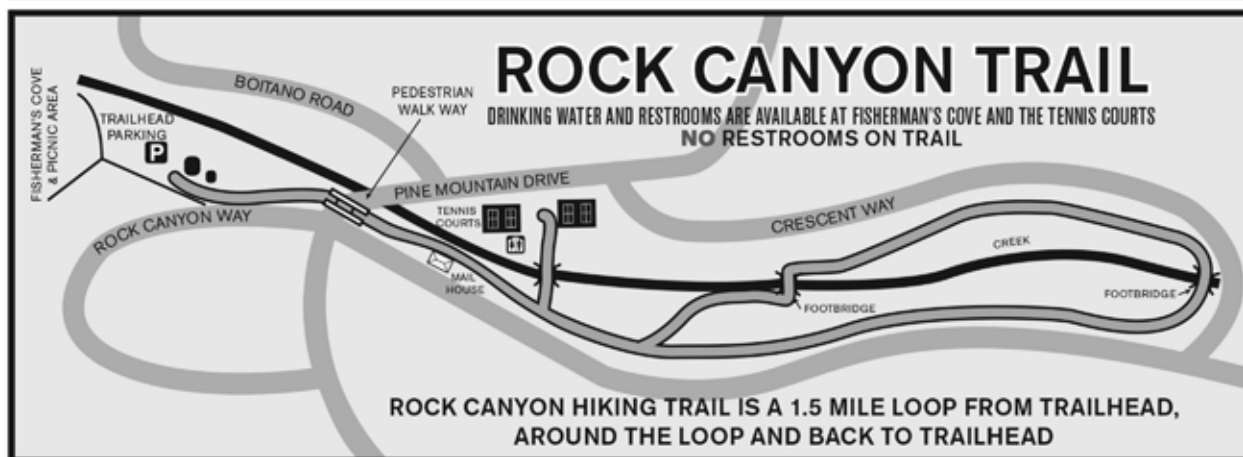 ROCK CANYON TRAIL
DRINKING WATER AND RESTROOMS ARE AVAILABLE AT FISHERMAN'S COVE AND THE TENNIS COURTS
NO RESTROOMS ON TRAIL
FISHERMAN'S COVE
& PICNIC AREA
TRAILHEAD
PARKING
P
BOITANO ROAD
PEDESTRIAN
WALK WAY
PINE MOUNTAIN DRIVE
ROCK CANYON WAY
TENNIS
COURTS
MAIL
HOUSE
CRESCENT WAY
CREEK
FOOTBRIDGE
FOOTBRIDGE
ROCK CANYON HIKING TRAIL IS A 1.5 MILE LOOP FROM TRAILHEAD,
AROUND THE LOOP AND BACK TO TRAILHEAD